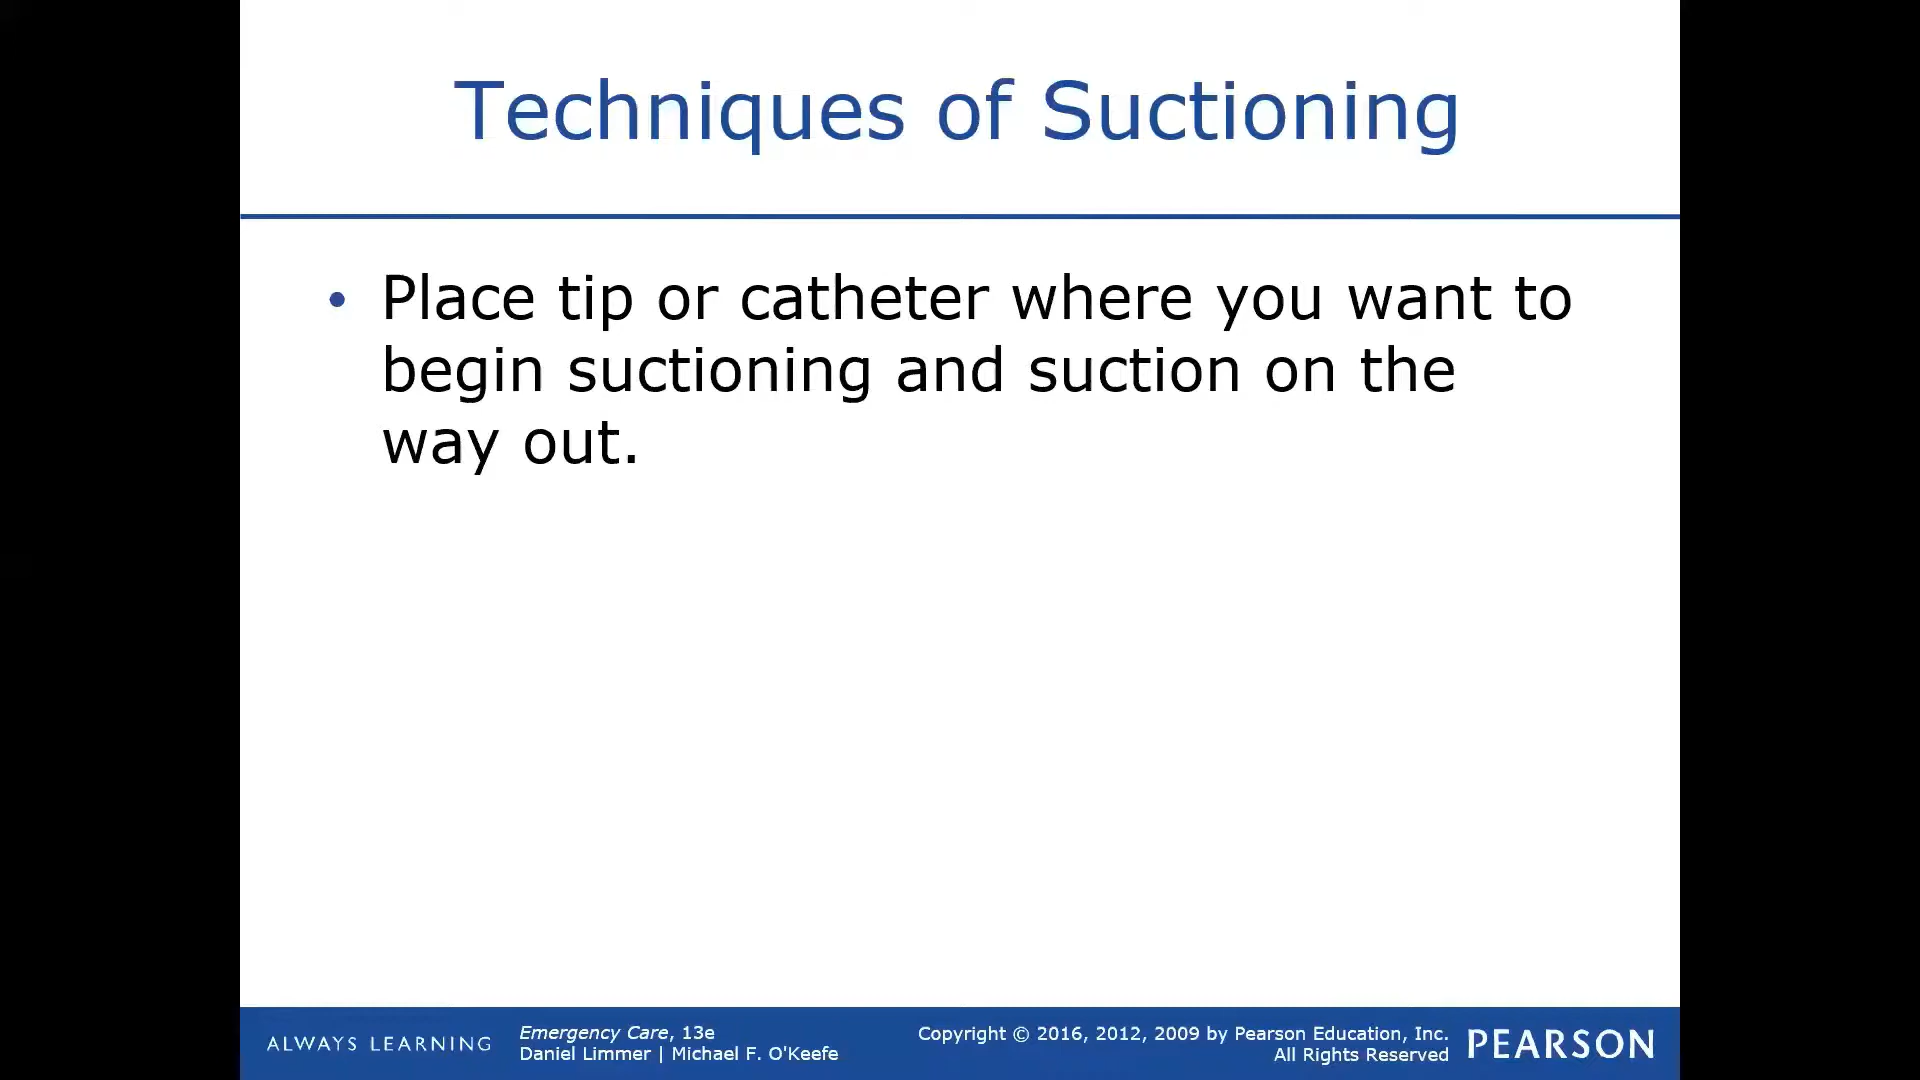 Techniques of Suctioning
• Place tip or catheter where you want to
begin suctioning and suction on the
way out.
ALWAYS LEARNING
Emergency Care, 13e
Daniel Limmer | Michael F. O'Keefe
Copyright © 2016, 2012, 2009 by Pearson Education, Inc.
All Rights Reserved
PEARSON